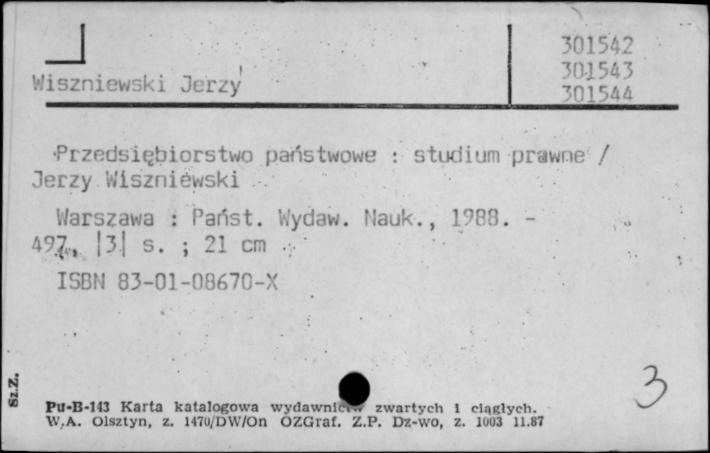 301542
301543
Wiszniewski Jerzy
301544
Przedsiębiorstwo państwowe : studium prawne /
Jerzy Wiszniewski
Warszawa : Państ. Wydaw. Nauk., 1988. -
497, |3| s. ; 21 cm
ISBN 83-01-08670-X
3
Sz.Z.
Pu-B-143 Karta katalogowa wydawnictw zwartych i ciągłych.
W.A. Olsztyn, z. 1470/DW/On OZGraf. Z.P. Dz-wo, z. 1003 11.87